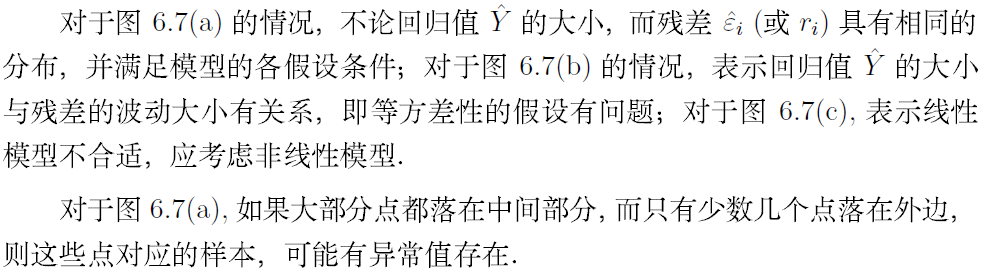 对于图 6.7(a) 的情况，不论回归值 Ŷ 的大小，而残差 ε̂ᵢ (或 rᵢ) 具有相同的
分布，并满足模型的各假设条件；对于图 6.7(b) 的情况，表示回归值 Ŷ 的大小
与残差的波动大小有关系，即等方差性的假设有问题；对于图 6.7(c), 表示线性
模型不合适，应考虑非线性模型.
对于图 6.7(a), 如果大部分点都落在中间部分, 而只有少数几个点落在外边，
则这些点对应的样本，可能有异常值存在.